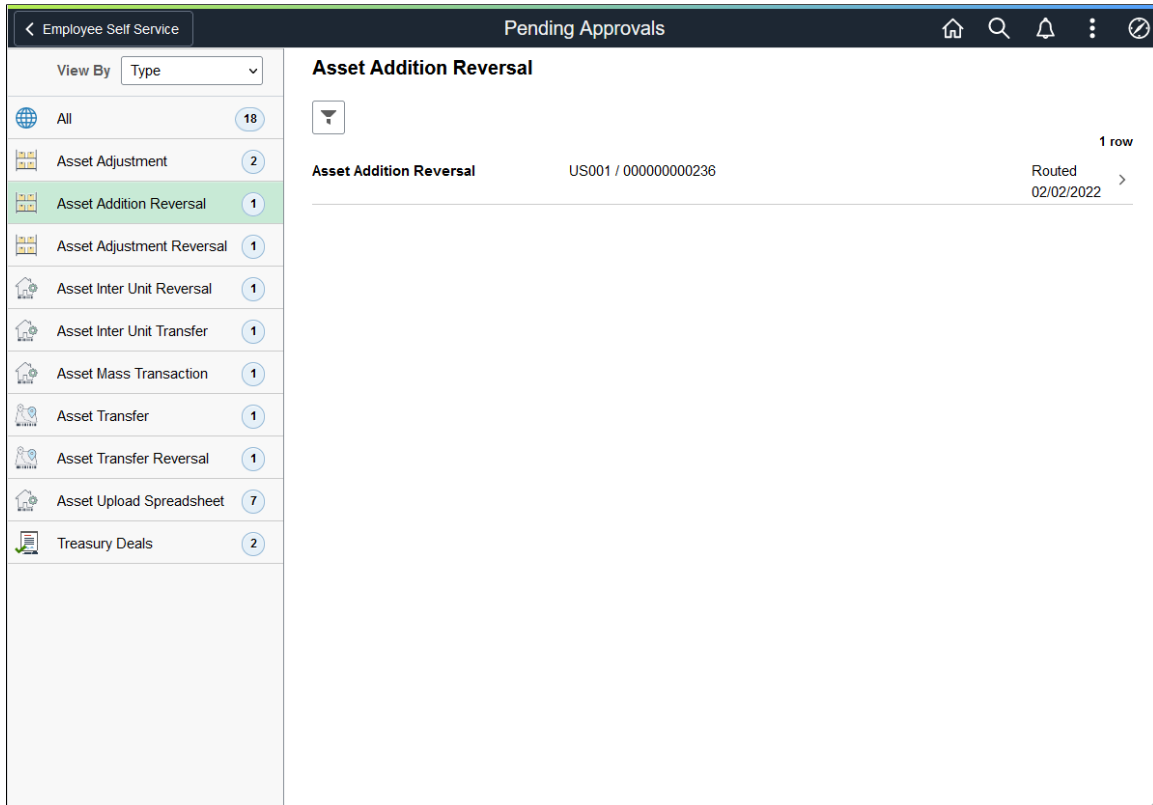 Employee Self Service
Pending Approvals
View By Type
All 18
Asset Adjustment 2
Asset Addition Reversal 1
Asset Adjustment Reversal 1
Asset Inter Unit Reversal 1
Asset Inter Unit Transfer 1
Asset Mass Transaction 1
Asset Transfer 1
Asset Transfer Reversal 1
Asset Upload Spreadsheet 7
Treasury Deals 2
Asset Addition Reversal
1 row
Asset Addition Reversal US001 / 000000000236 Routed
02/02/2022